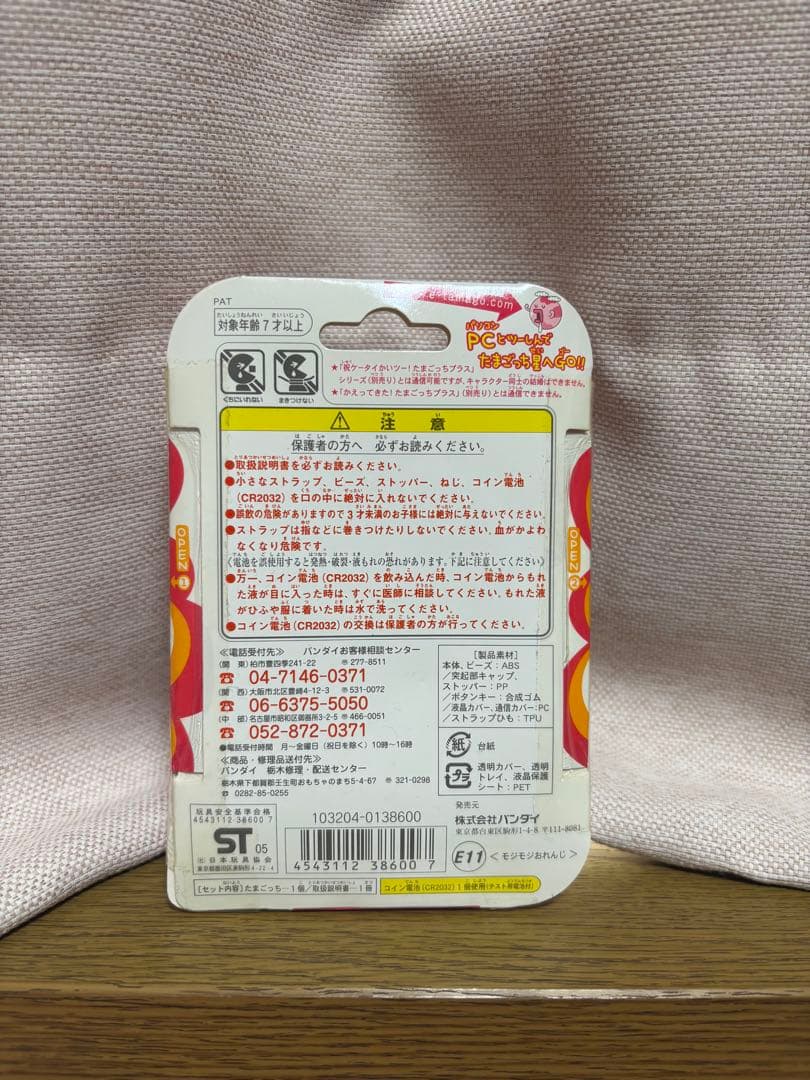 e-tamago.com
PAT
対象年齢7才以上
パソコン
PCとつーしんで
たまごっち星へGO!!
くちにいれない
まきつけない
★「祝ケータイかいツー!たまごっちプラス」
シリーズ(別売り)とは通信可能ですが、キャラクター同士の結婚はできません。
★「かえってきた!たまごっちプラス」(別売り)とは通信できません。
注意
保護者の方へ 必ずお読みください。
●取扱説明書を必ずお読みください。
●小さなストラップ、ビーズ、ストッパー、ねじ、コイン電池
(CR2032)を口の中に絶対に入れないでください。
●誤飲の危険がありますので3才未満のお子様には絶対に与えないでください。
●ストラップは指などに巻きつけたりしないでください。血がかよわ
なくなり危険です。
《電池を誤使用すると発熱・破裂・液もれの恐れがあります。下記に注意してください》
●万一、コイン電池(CR2032)を飲み込んだ時、コイン電池からもれ
た液が目に入った時は、すぐに医師に相談してください。もれた液
がひふや服に着いた時は水で洗ってください。
●コイン電池(CR2032)の交換は保護者の方が行ってください。
OPEN 1
OPEN 2
≪電話受付先≫ バンダイお客様相談センター
(関 東)柏市豊四季241-22 〒277-8511
☎04-7146-0371
(関 西)大阪市北区豊崎4-12-3 〒531-0072
☎06-6375-5050
(中 部)名古屋市昭和区御器所3-2-5 〒466-0051
☎052-872-0371
●電話受付時間 月〜金曜日(祝日を除く)10時〜16時
≪商品・修理品送付先≫
バンダイ 栃木修理・配送センター
栃木県下都賀郡壬生町おもちゃのまち5-4-67 〒321-0298
☎0282-85-0255
[製品素材]
本体、ビーズ:ABS
/突起部キャップ、
ストッパー:PP
/ボタンキー:合成ゴム
/液晶カバー、通信カバー:PC
/ストラップひも:TPU
紙 台紙
プラ 透明カバー、透明
トレイ、液晶保護
シート:PET
発売元
株式会社バンダイ
東京都台東区駒形1-4-8 〒111-8081
玩具安全基準合格
4543112 38600 7
ST 05
日本玩具協会
東京都墨田区東駒形4-22-4
103204-0138600
4 543112 386007
E11 <モジモジおれんじ>
[セット内容]たまごっち…1個/取扱説明書…1冊
コイン電池(CR2032)1個使用(テスト用電池付)